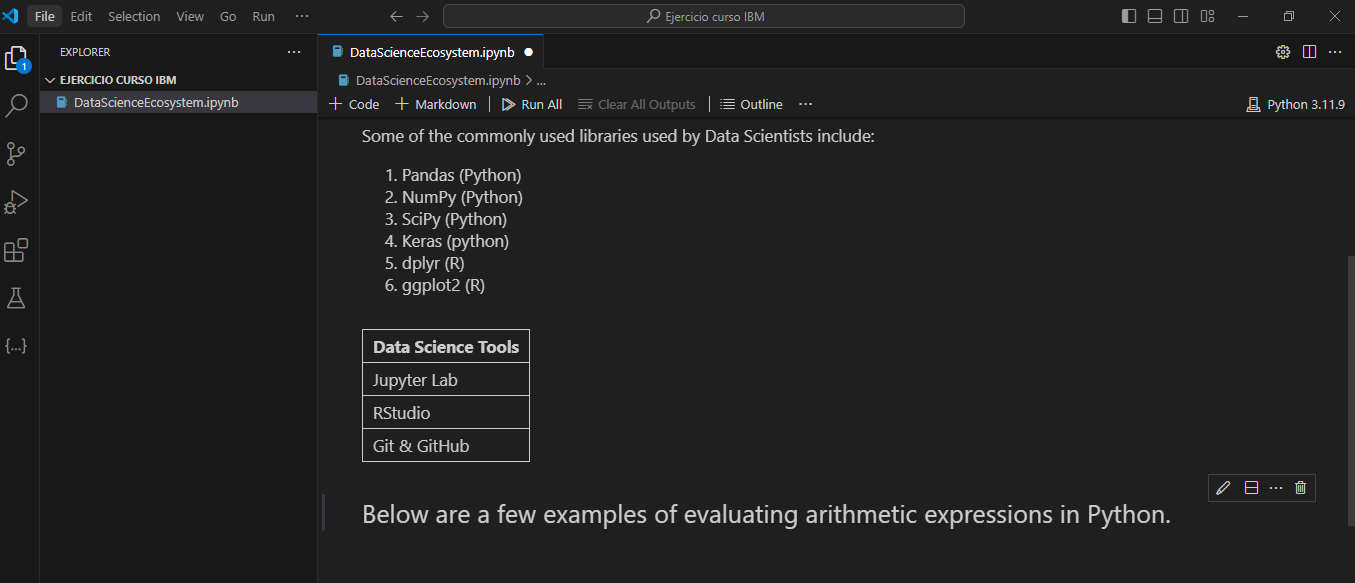 File Edit Selection View Go Run ...
Ejercicio curso IBM
EXPLORER ...
DataScienceEcosystem.ipynb
1
EJERCICIO CURSO IBM
DataScienceEcosystem.ipynb > ...
DataScienceEcosystem.ipynb
+ Code + Markdown | Run All Clear All Outputs | Outline ...
Python 3.11.9
Some of the commonly used libraries used by Data Scientists include:
1. Pandas (Python)
2. NumPy (Python)
3. SciPy (Python)
4. Keras (python)
5. dplyr (R)
6. ggplot2 (R)
Data Science Tools
Jupyter Lab
RStudio
Git & GitHub
Below are a few examples of evaluating arithmetic expressions in Python.